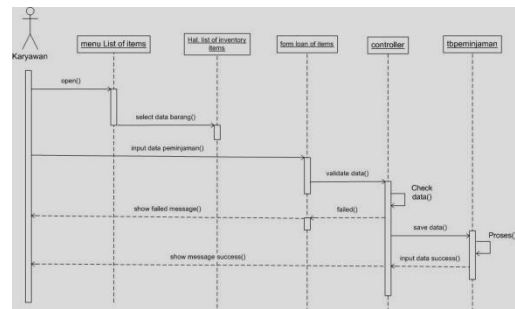 Karyawan
menu List of items
Hal. list of inventory
items
form loan of items
controller
tbpeminjaman
open()
select data barang()
input data peminjaman()
validate data()
Check
data()
show failed message()
failed()
save data()
Proses()
show message success()
input data success()